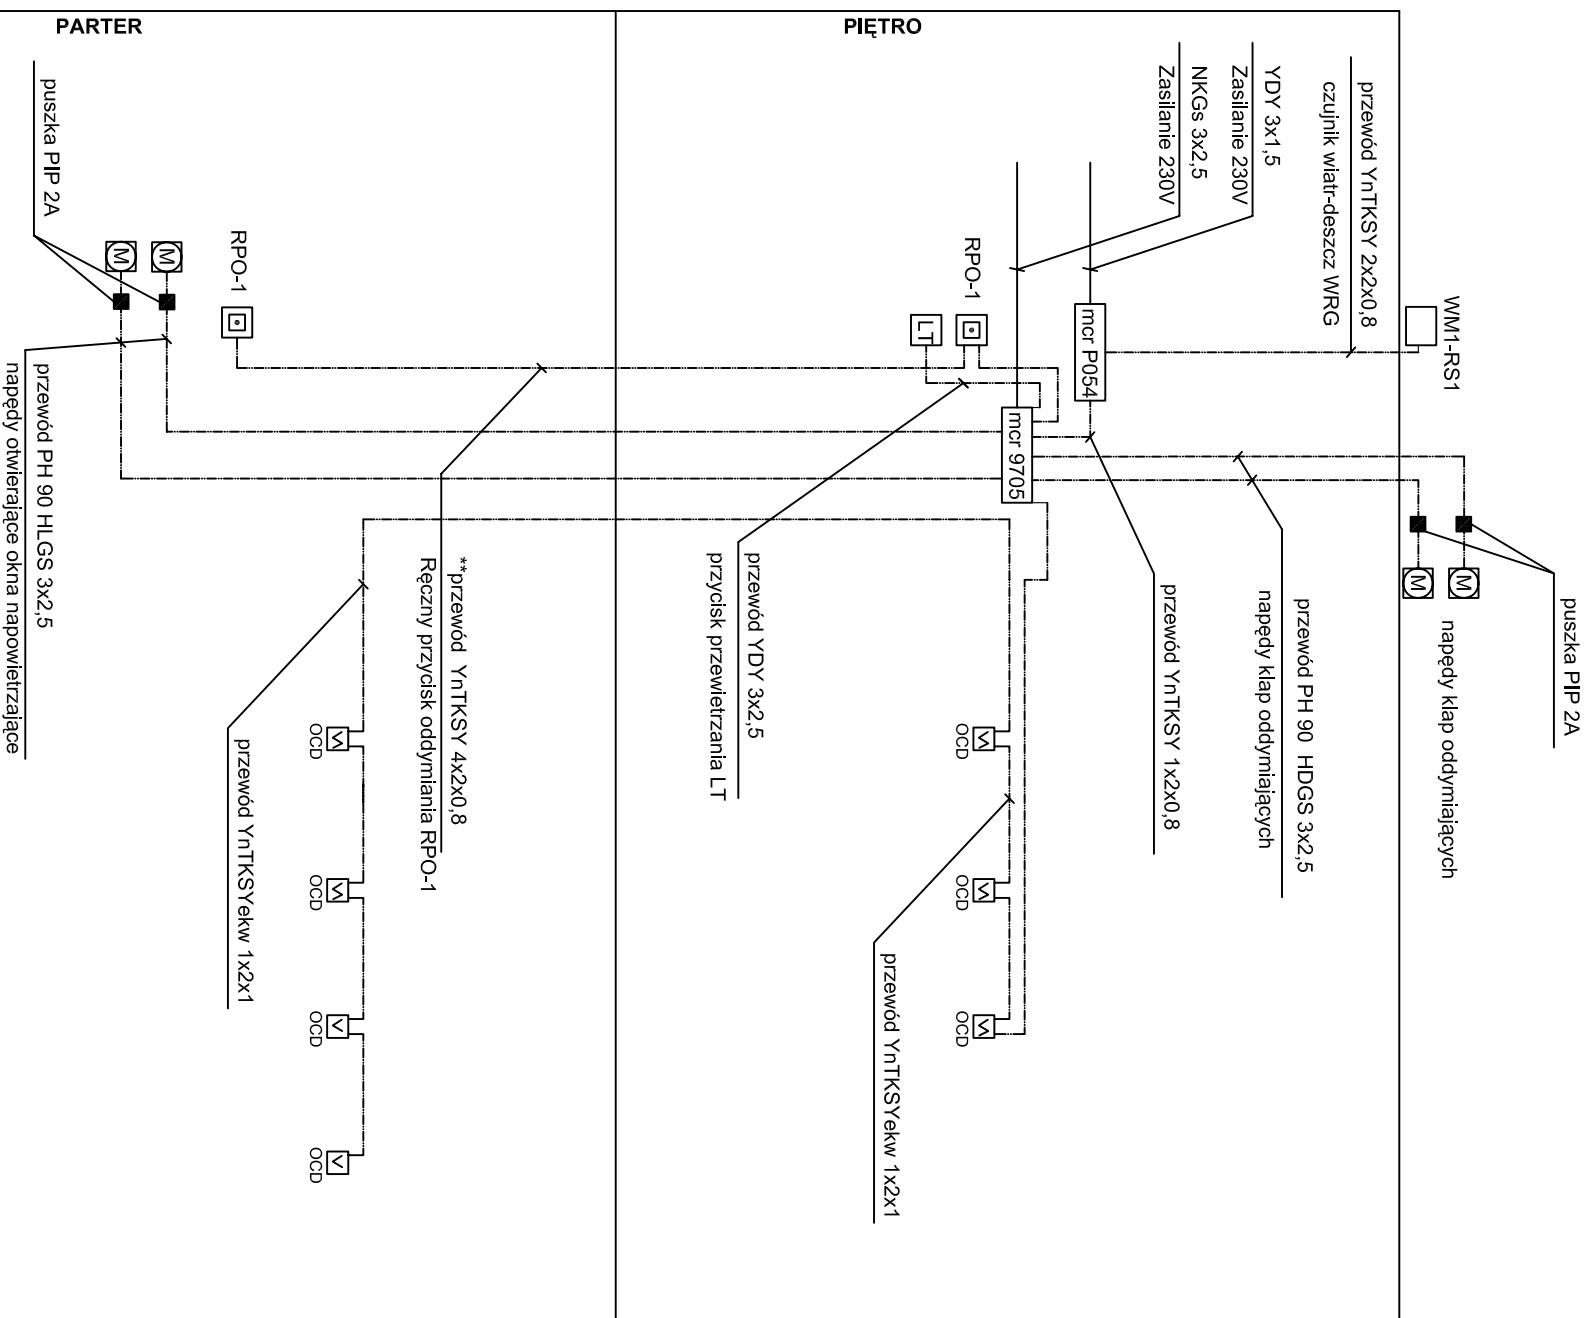 PARTER
PIĘTRO
puszka PIP 2A
napędy klap oddymiających
WM1-RS1
przewód YnTKSY 2x2x0,8
czujnik wiatr-deszcz WRG
YDY 3x1,5
Zasilanie 230V
NKGs 3x2,5
Zasilanie 230V
M
M
przewód PH 90 HDGS 3x2,5
napędy klap oddymiających
mcr P054
przewód YnTKSY 1x2x0,8
mcr 9705
RPO-1
LT
przewód YDY 3x2,5
przycisk przewietrzania LT
OCD
OCD
OCD
przewód YnTKSYekw 1x2x1
**przewód YnTKSY 4x2x0,8
Ręczny przycisk oddymiania RPO-1
OCD
OCD
OCD
OCD
przewód YnTKSYekw 1x2x1
RPO-1
M
M
puszka PIP 2A
przewód PH 90 HLGS 3x2,5
napędy otwierające okna napowietrzające